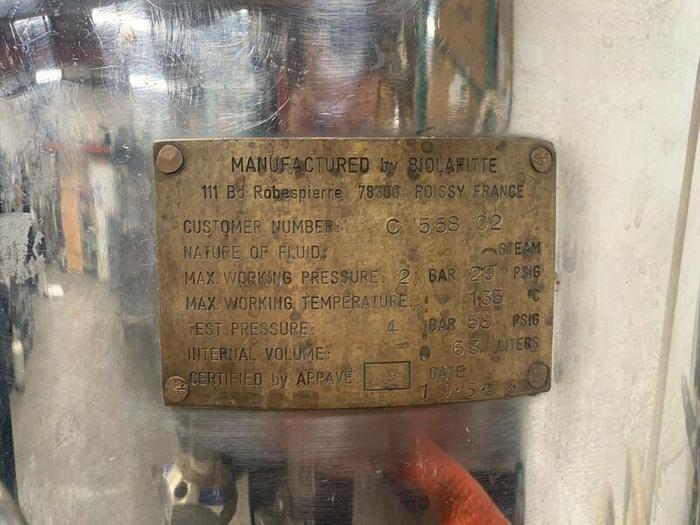 MANUFACTURED by BIOLAFITTE
111 Bd Robespierre 78300 POISSY FRANCE
CUSTOMER NUMBER: C 558 02
NATURE OF FLUID: STEAM
MAX. WORKING PRESSURE: 2 BAR 29 PSIG
MAX. WORKING TEMPERATURE: 133 °C
TEST PRESSURE: 4 BAR 58 PSIG
INTERNAL VOLUME: 63 LITERS
CERTIFIED by APPAVE: DATE